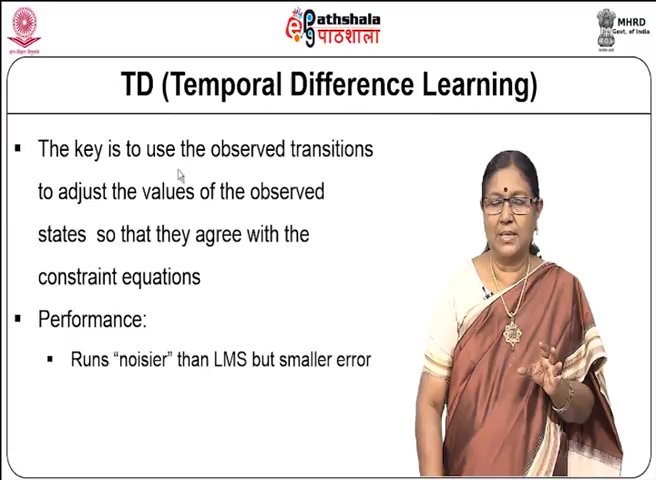 ePathshala
पाठशाला
MHRD
Govt. of India
TD (Temporal Difference Learning)
▪ The key is to use the observed transitions
to adjust the values of the observed
states so that they agree with the
constraint equations
▪ Performance:
▪ Runs “noisier” than LMS but smaller error